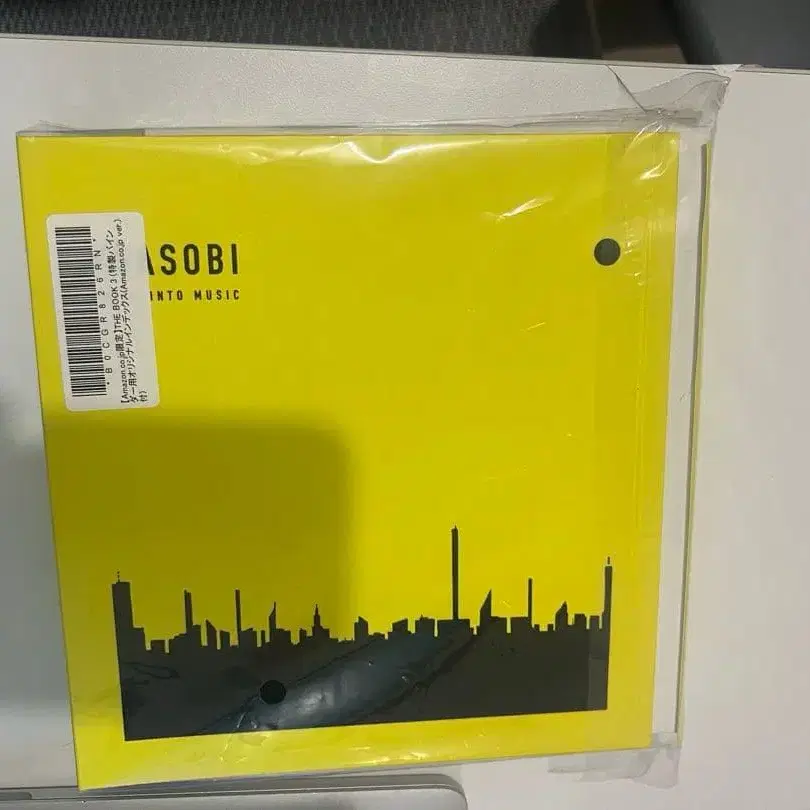 ASOBI
INTO MUSIC
*B0CGR826RN*
【Amazon.co.jp限定】THE BOOK 3 (特製バイン
ダー用オリジナルインデックス(Amazon.co.jp ver.)
付)